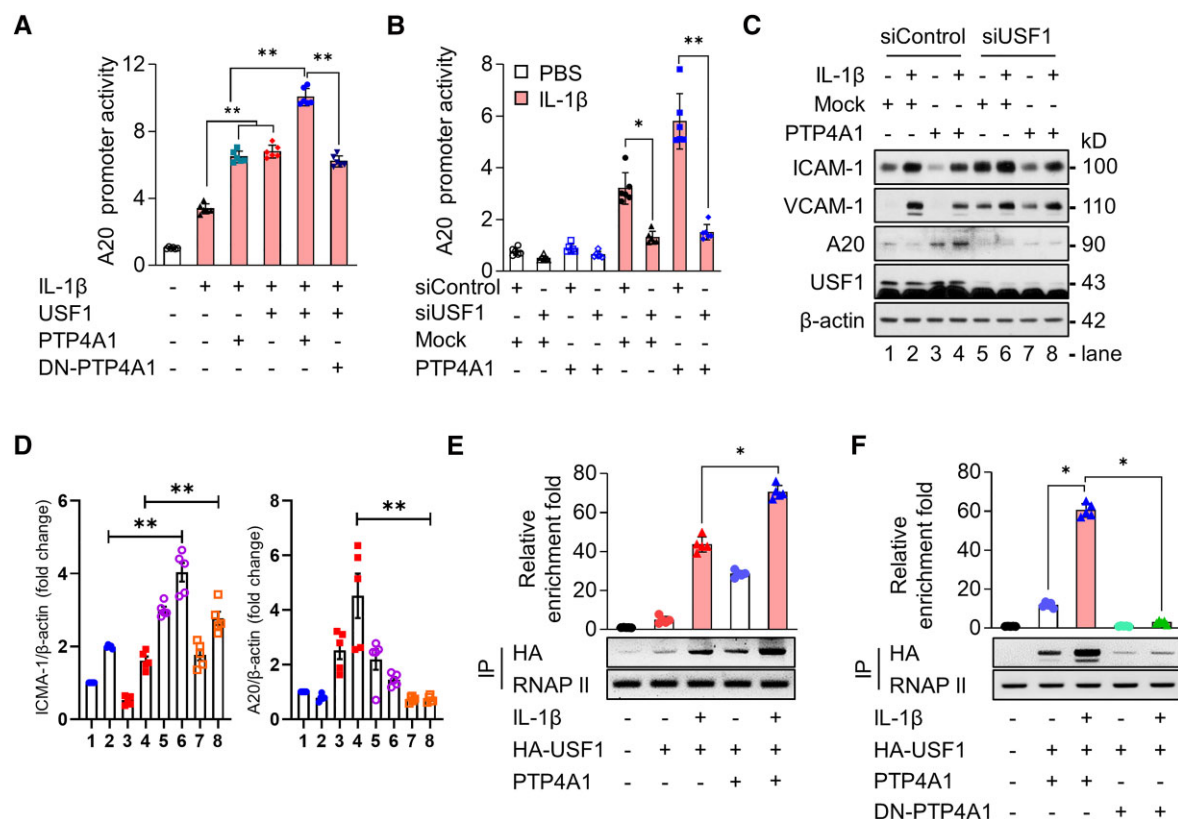 A
A20 promoter activity
12
9
6
3
0
**
**
**
IL-1β - + + + + +
USF1 - - - + + +
PTP4A1 - - + - + -
DN-PTP4A1 - - - - - +
B
A20 promoter activity
8
6
4
2
0
PBS
IL-1β
*
**
siControl + - + - + - + -
siUSF1 - + - + - + - +
Mock + + - - + + - -
PTP4A1 - - + + - - + +
C
siControl siUSF1
IL-1β - + - + - + - +
Mock + + - - + + - -
PTP4A1 - - + + - - + +
kD
ICAM-1 100
VCAM-1 110
A20 90
USF1 43
β-actin 42
1 2 3 4 5 6 7 8 - lane
D
ICMA-1/β-actin (fold change)
6
4
2
0
**
**
1 2 3 4 5 6 7 8
A20/β-actin (fold change)
8
6
4
2
0
**
1 2 3 4 5 6 7 8
E
Relative
enrichment fold
80
60
40
20
0
*
IP
HA
RNAP II
IL-1β - - + - +
HA-USF1 - + + + +
PTP4A1 - - - + +
F
Relative
enrichment fold
80
60
40
20
0
*
*
IP
HA
RNAP II
IL-1β - - + - +
HA-USF1 - + + + +
PTP4A1 - + + - -
DN-PTP4A1 - - - + +